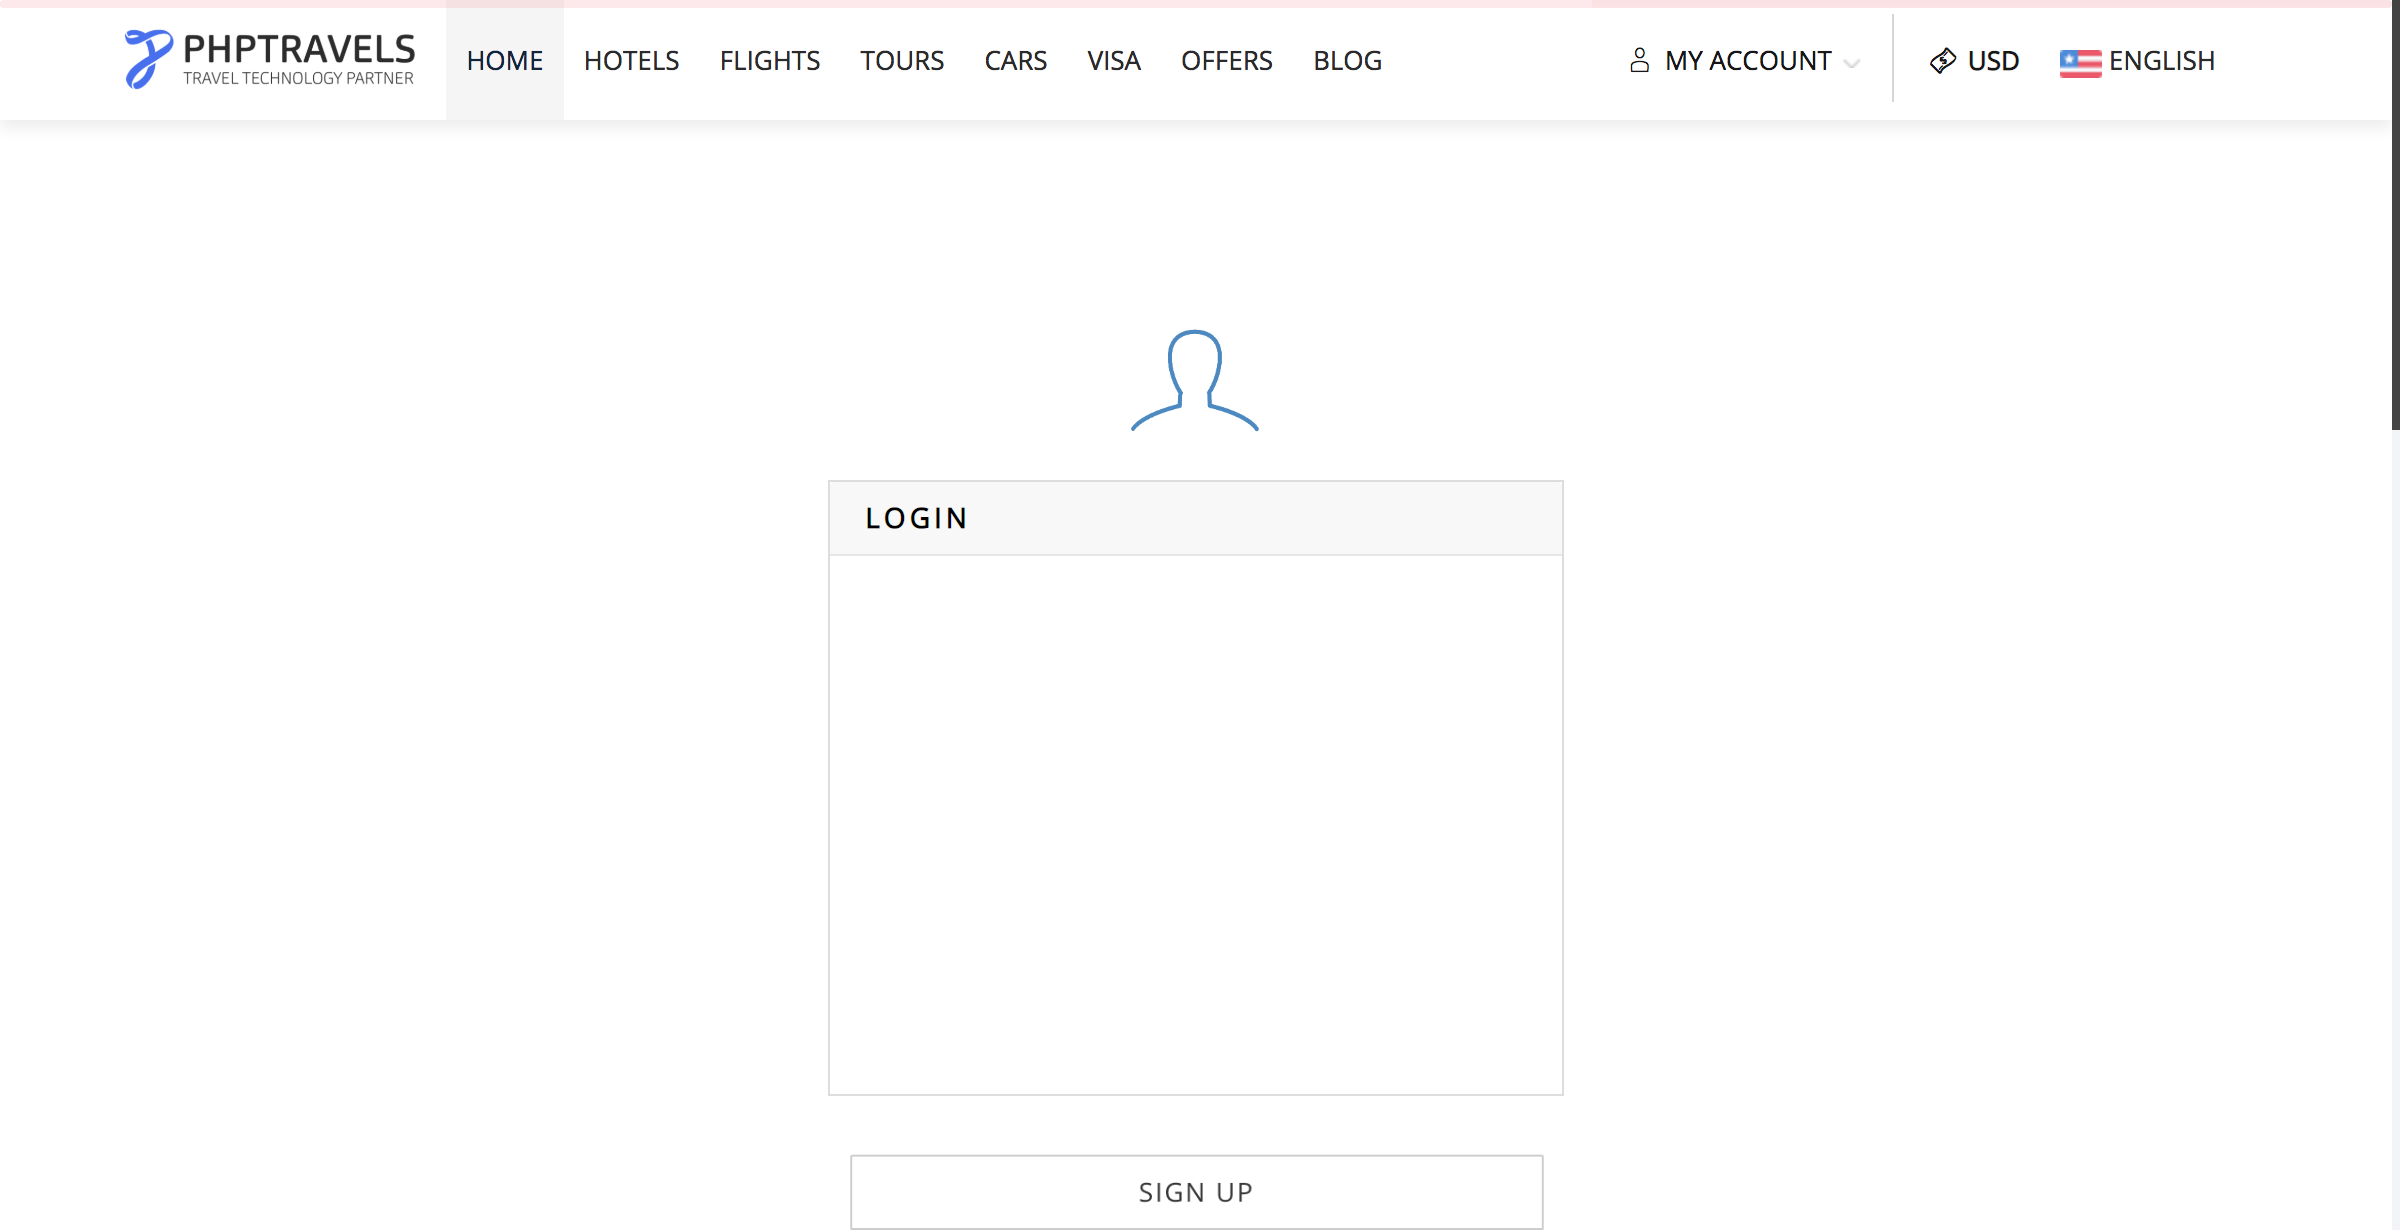 PHPTRAVELS
TRAVEL TECHNOLOGY PARTNER
HOME HOTELS FLIGHTS TOURS CARS VISA OFFERS BLOG MY ACCOUNT USD ENGLISH
LOGIN
SIGN UP